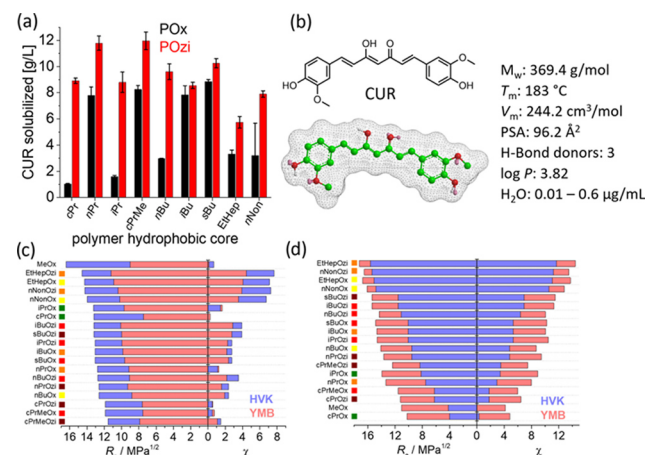 (a)
CUR solubilized [g/L]
12
10
8
6
4
2
0
POx
POzi
cPr
nPr
iPr
cPrMe
nBu
iBu
sBu
EtHep
nNon
polymer hydrophobic core
(b)
OH O
HO
O
O
OH
CUR
Mw: 369.4 g/mol
Tm: 183 °C
Vm: 244.2 cm³/mol
PSA: 96.2 Å²
H-Bond donors: 3
log P: 3.82
H2O: 0.01 – 0.6 µg/mL
(c)
MeOx
EtHepOzi
EtHepOx
nNonOzi
nNonOx
iPrOx
cPrOx
iBuOzi
sBuOzi
iPrOzi
iBuOx
sBuOx
nPrOx
nBuOzi
nPrOzi
nBuOx
cPrOzi
cPrMeOx
cPrMeOzi
HVK
YMB
16 14 12 10 8 6 4 2 0 2 4 6 8
/ MPa1/2
χ
(d)
EtHepOzi
nNonOzi
EtHepOx
nNonOx
sBuOzi
iBuOzi
nBuOzi
sBuOx
iBuOx
iPrOzi
nBuOx
nPrOzi
cPrMeOzi
iPrOx
nPrOx
cPrMeOx
cPrOzi
MeOx
cPrOx
HVK
YMB
16 12 8 4 0 4 8 12
/ MPa1/2
χ